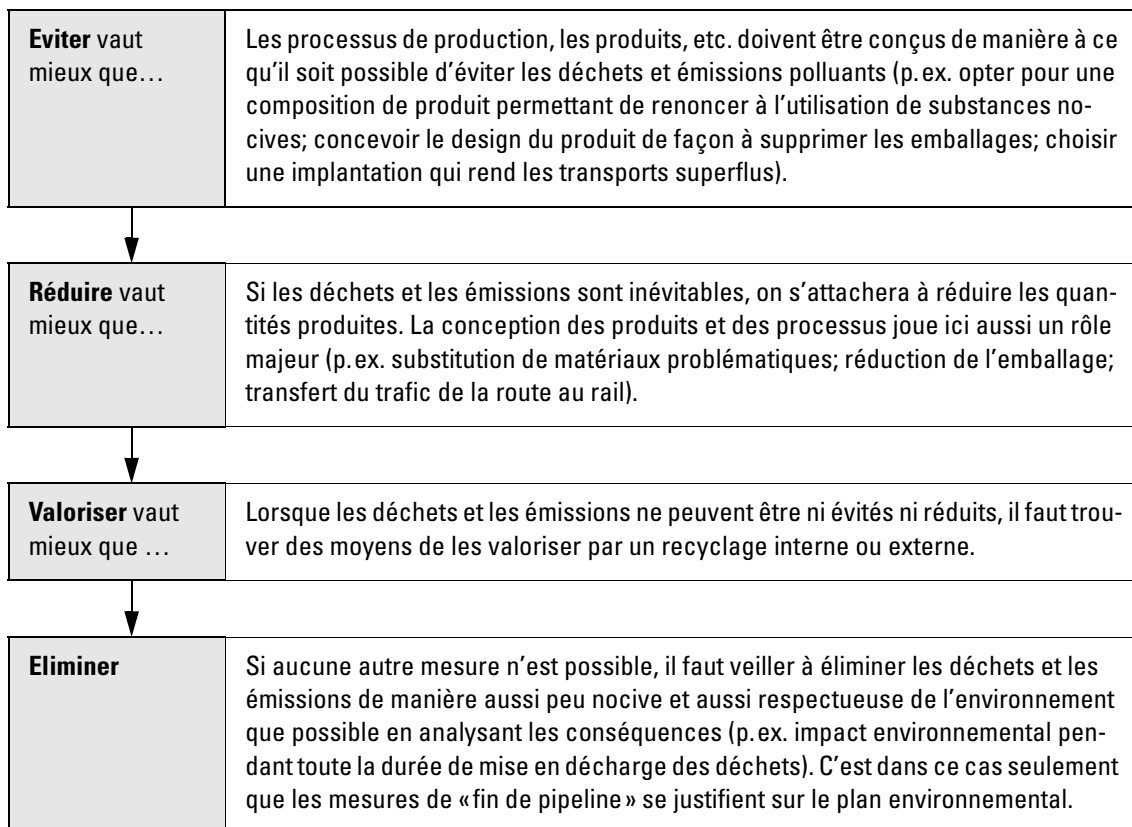 Eviter vaut
mieux que…
Les processus de production, les produits, etc. doivent être conçus de manière à ce
qu’il soit possible d’éviter les déchets et émissions polluants (p. ex. opter pour une
composition de produit permettant de renoncer à l’utilisation de substances no-
cives; concevoir le design du produit de façon à supprimer les emballages; choisir
une implantation qui rend les transports superflus).
Réduire vaut
mieux que…
Si les déchets et les émissions sont inévitables, on s’attachera à réduire les quan-
tités produites. La conception des produits et des processus joue ici aussi un rôle
majeur (p. ex. substitution de matériaux problématiques; réduction de l’emballage;
transfert du trafic de la route au rail).
Valoriser vaut
mieux que …
Lorsque les déchets et les émissions ne peuvent être ni évités ni réduits, il faut trou-
ver des moyens de les valoriser par un recyclage interne ou externe.
Eliminer
Si aucune autre mesure n’est possible, il faut veiller à éliminer les déchets et les
émissions de manière aussi peu nocive et aussi respectueuse de l’environnement
que possible en analysant les conséquences (p. ex. impact environnemental pen-
dant toute la durée de mise en décharge des déchets). C’est dans ce cas seulement
que les mesures de «fin de pipeline» se justifient sur le plan environnemental.